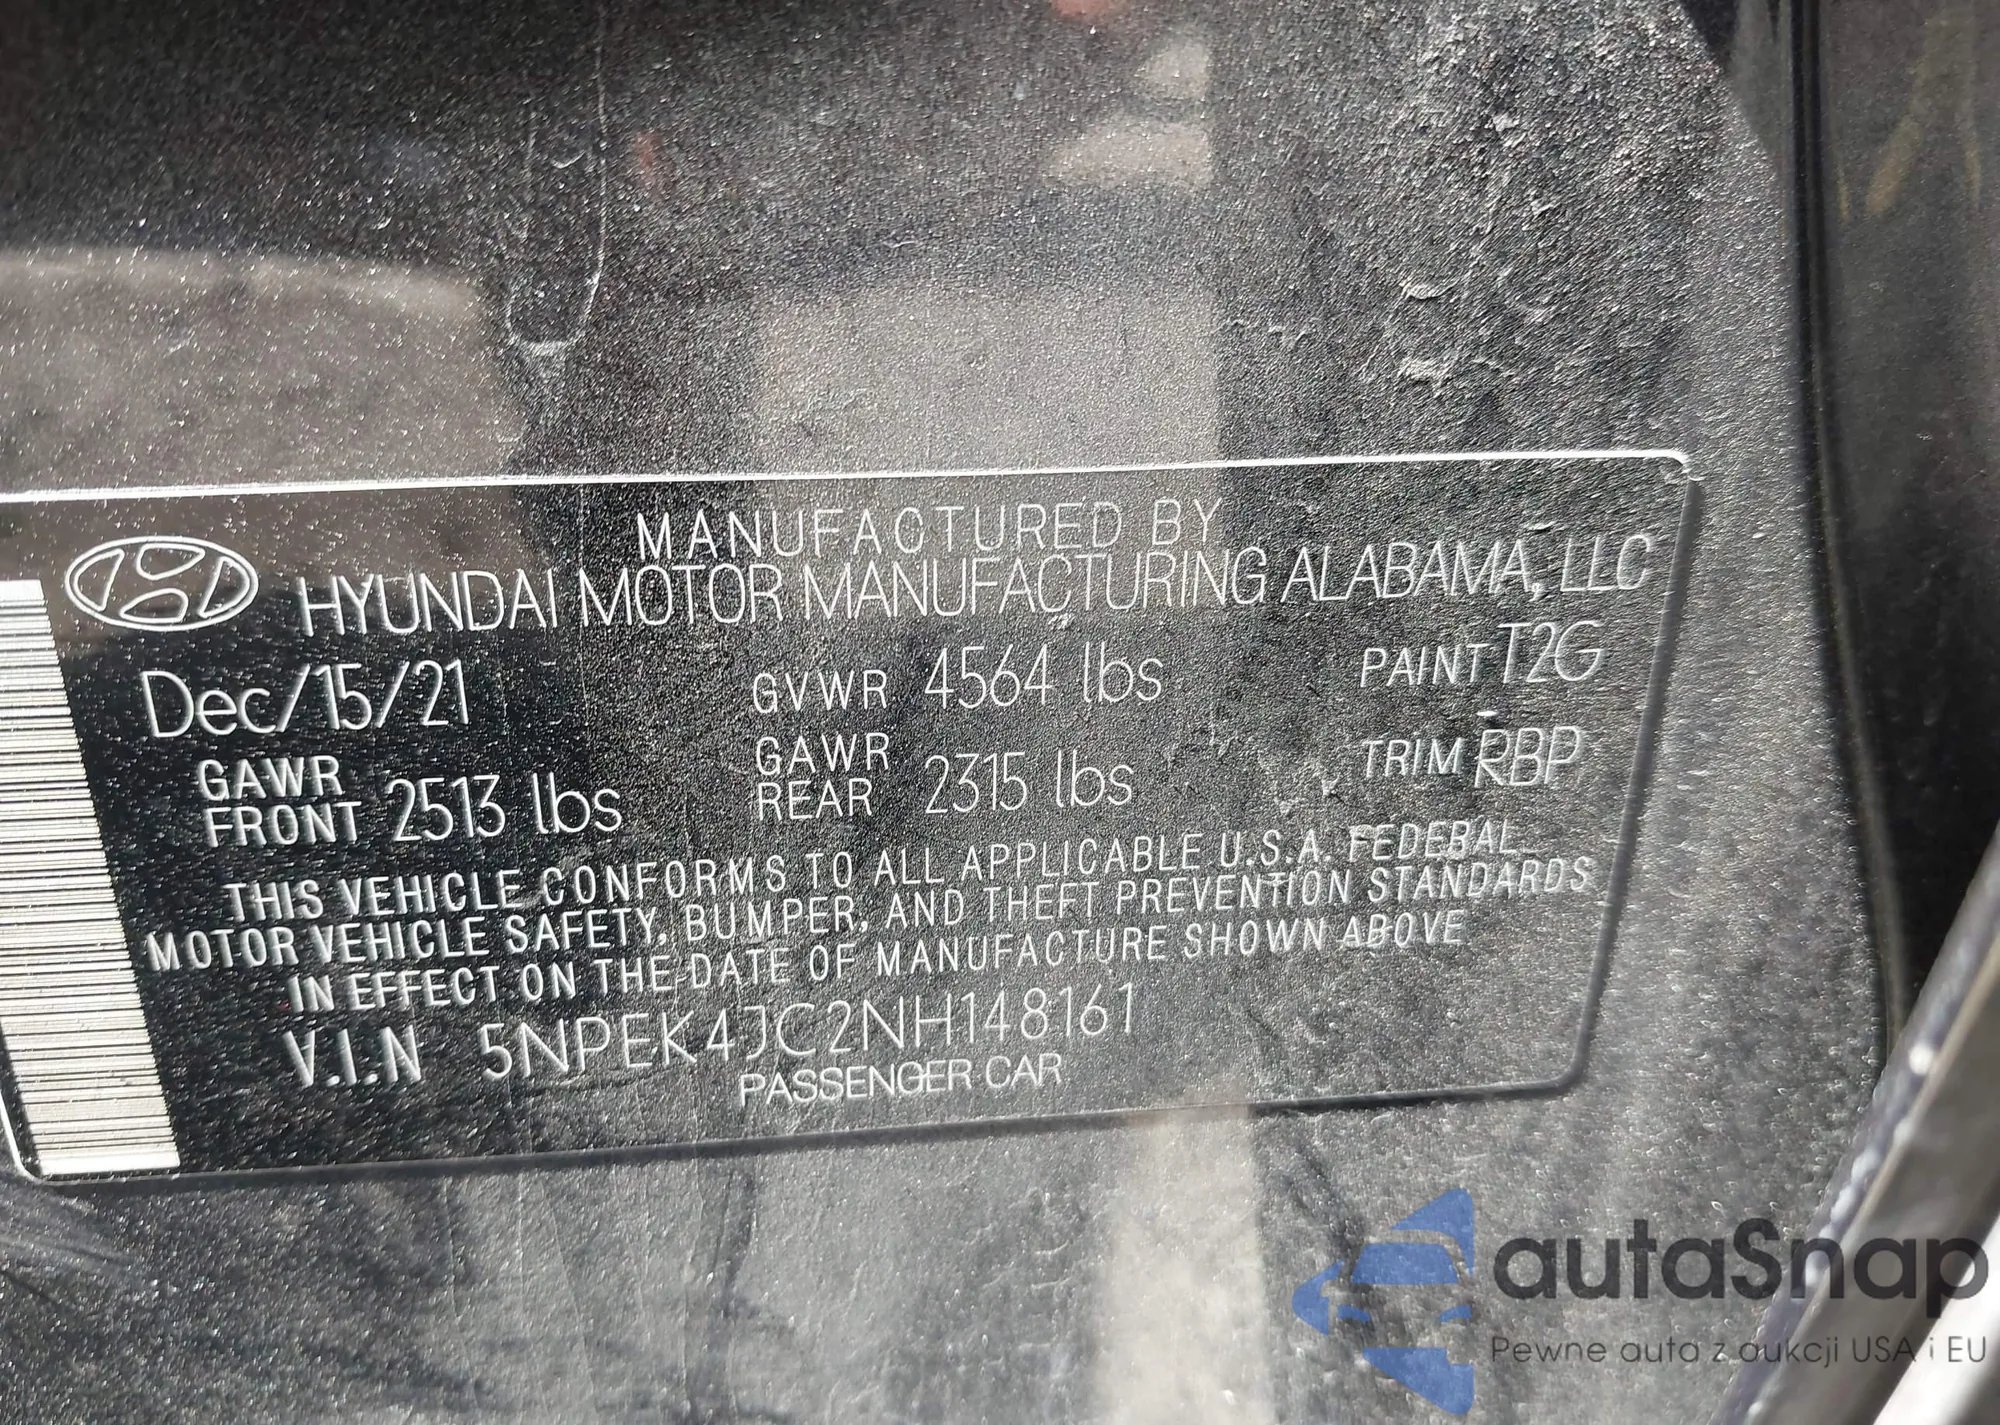 MANUFACTURED BY
HYUNDAI MOTOR MANUFACTURING ALABAMA, LLC
Dec/15/21 GVWR 4564 lbs PAINT T2G
GAWR FRONT 2513 lbs GAWR REAR 2315 lbs TRIM RBP
THIS VEHICLE CONFORMS TO ALL APPLICABLE U.S.A. FEDERAL
MOTOR VEHICLE SAFETY, BUMPER, AND THEFT PREVENTION STANDARDS
IN EFFECT ON THE DATE OF MANUFACTURE SHOWN ABOVE
V.I.N 5NPEK4JC2NH148161
PASSENGER CAR
autaSnap
Pewne auta z aukcji USA i EU